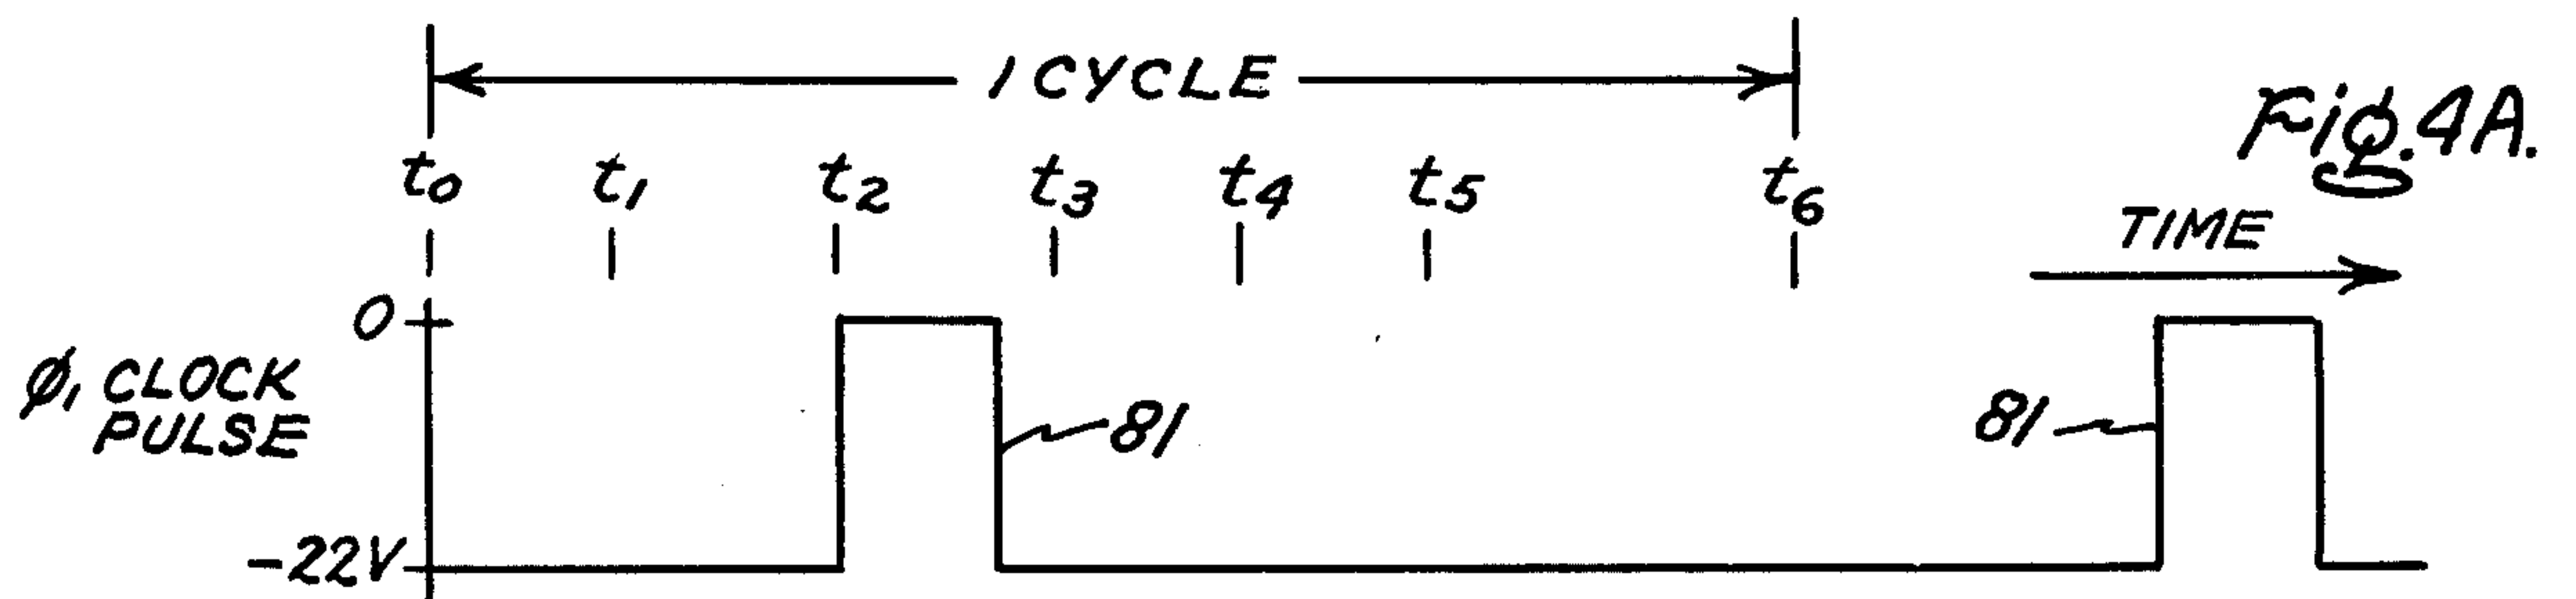 1 CYCLE
Fig. 4A.
t0 t1 t2 t3 t4 t5 t6
TIME
0
ø1 CLOCK
PULSE
81
81
-22V